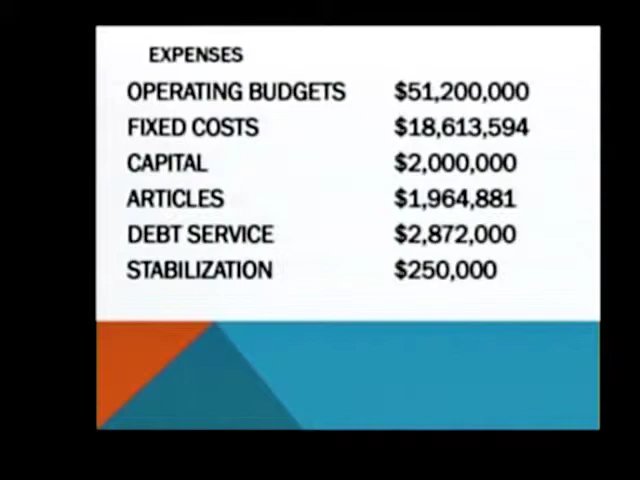 EXPENSES
OPERATING BUDGETS $51,200,000
FIXED COSTS $18,613,594
CAPITAL $2,000,000
ARTICLES $1,964,881
DEBT SERVICE $2,872,000
STABILIZATION $250,000